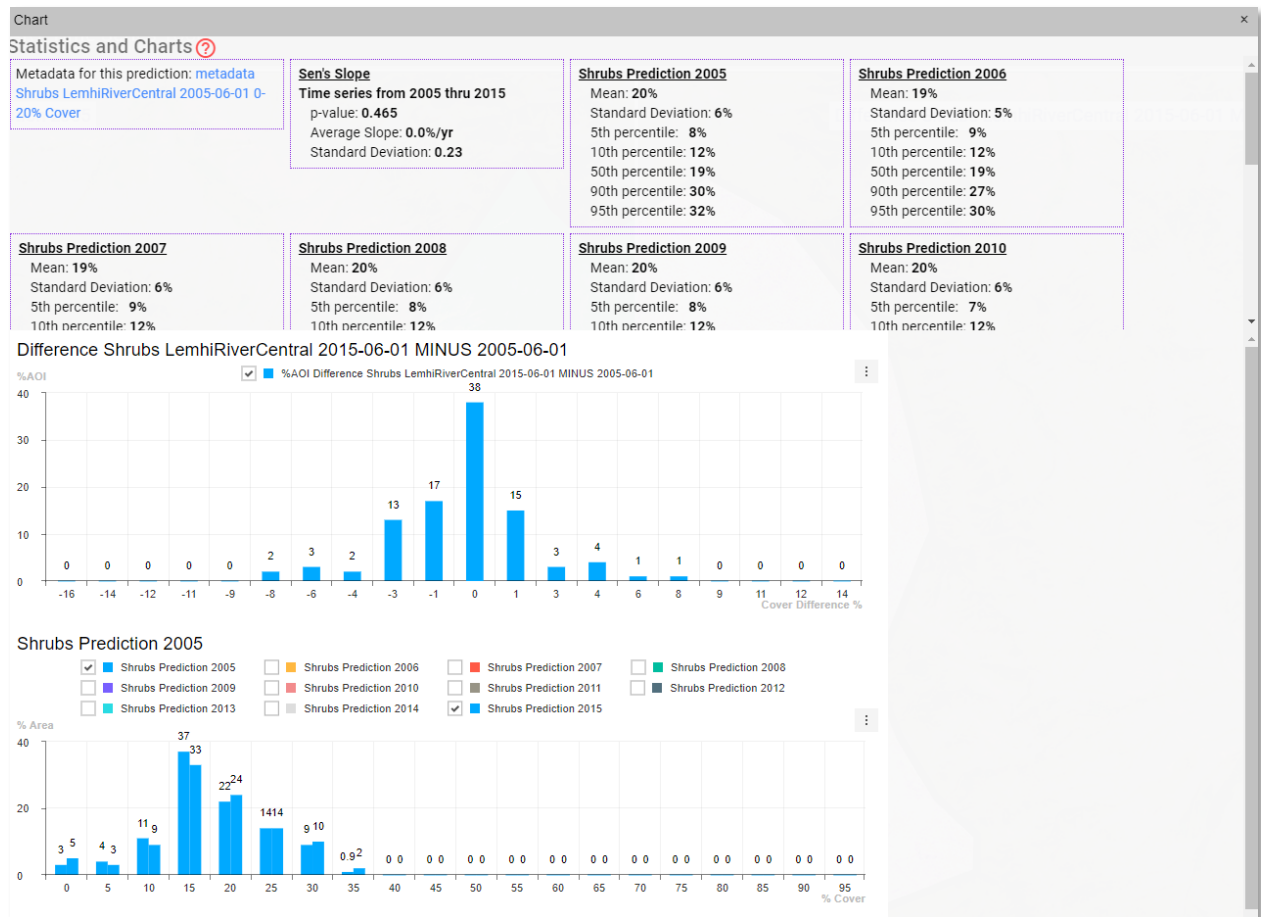 Chart
×
Statistics and Charts ?
Metadata for this prediction: metadata
Shrubs LemhiRiverCentral 2005-06-01 0-
20% Cover
Sen's Slope
Time series from 2005 thru 2015
p-value: 0.465
Average Slope: 0.0%/yr
Standard Deviation: 0.23
Shrubs Prediction 2005
Mean: 20%
Standard Deviation: 6%
5th percentile: 8%
10th percentile: 12%
50th percentile: 19%
90th percentile: 30%
95th percentile: 32%
Shrubs Prediction 2006
Mean: 19%
Standard Deviation: 5%
5th percentile: 9%
10th percentile: 12%
50th percentile: 19%
90th percentile: 27%
95th percentile: 30%
Shrubs Prediction 2007
Mean: 19%
Standard Deviation: 6%
5th percentile: 9%
10th percentile: 12%
Shrubs Prediction 2008
Mean: 20%
Standard Deviation: 6%
5th percentile: 8%
10th percentile: 12%
Shrubs Prediction 2009
Mean: 20%
Standard Deviation: 6%
5th percentile: 8%
10th percentile: 12%
Shrubs Prediction 2010
Mean: 20%
Standard Deviation: 6%
5th percentile: 7%
10th percentile: 12%
Difference Shrubs LemhiRiverCentral 2015-06-01 MINUS 2005-06-01
%AOI
%AOI Difference Shrubs LemhiRiverCentral 2015-06-01 MINUS 2005-06-01
40
30
20
10
0
0 0 0 0 0 2 3 2 13 17 38 15 3 4 1 1 0 0 0 0
-16 -14 -12 -11 -9 -8 -6 -4 -3 -1 0 1 3 4 6 8 9 11 12 14
Cover Difference %
Shrubs Prediction 2005
Shrubs Prediction 2005 Shrubs Prediction 2006 Shrubs Prediction 2007 Shrubs Prediction 2008
Shrubs Prediction 2009 Shrubs Prediction 2010 Shrubs Prediction 2011 Shrubs Prediction 2012
Shrubs Prediction 2013 Shrubs Prediction 2014 Shrubs Prediction 2015
% Area
40
20
0
3 5 4 3 11 9 37 33 22 24 14 14 9 10 0.9 2 0 0 0 0 0 0 0 0 0 0 0 0 0 0 0 0 0 0 0 0 0 0 0 0
0 5 10 15 20 25 30 35 40 45 50 55 60 65 70 75 80 85 90 95
% Cover